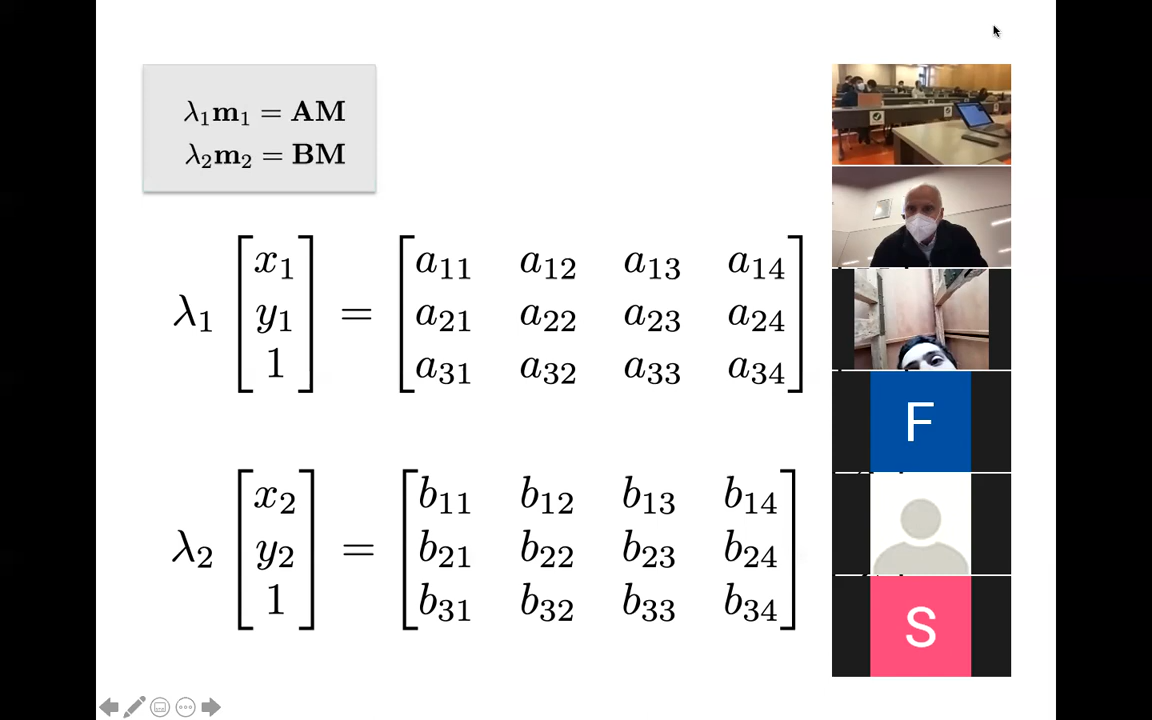 λ₁m₁ = AM
λ₂m₂ = BM
λ₁ [x₁ y₁ 1] = [a₁₁ a₁₂ a₁₃ a₁₄
a₂₁ a₂₂ a₂₃ a₂₄
a₃₁ a₃₂ a₃₃ a₃₄]
λ₂ [x₂ y₂ 1] = [b₁₁ b₁₂ b₁₃ b₁₄
b₂₁ b₂₂ b₂₃ b₂₄
b₃₁ b₃₂ b₃₃ b₃₄]
F
S